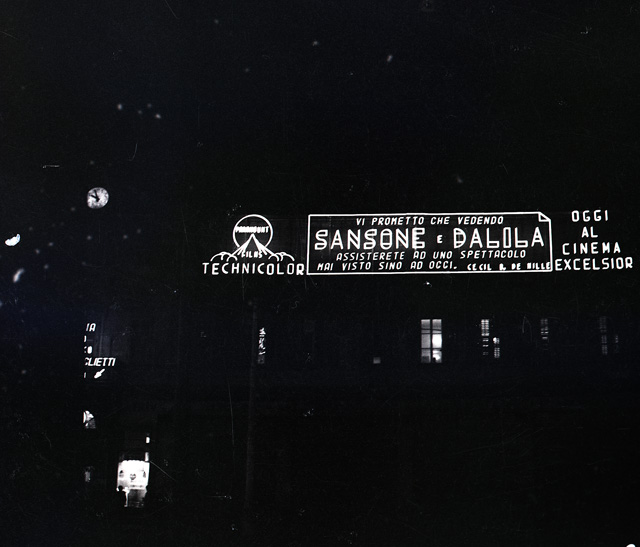 PARAMOUNT
FILMS
TECHNICOLOR
VI PROMETTO CHE VEDENDO
SANSONE E DALILA
ASSISTERETE AD UNO SPETTACOLO
MAI VISTO SINO AD OGGI. CECIL B. DE MILLE
OGGI
AL
CINEMA
EXCELSIOR